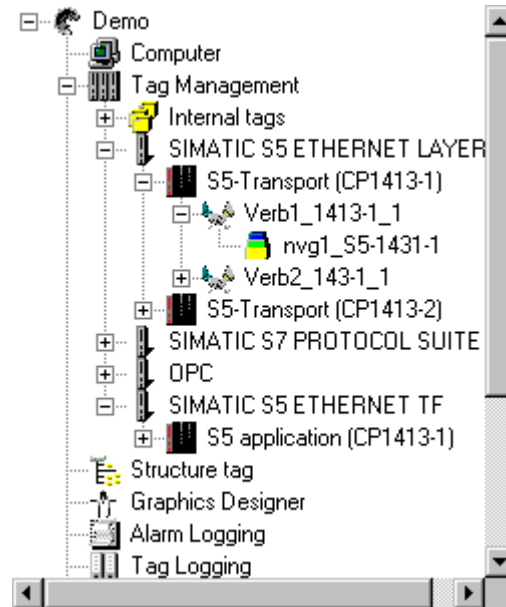 Demo
Computer
Tag Management
Internal tags
SIMATIC S5 ETHERNET LAYER
S5-Transport (CP1413-1)
Verb1_1413-1_1
nvg1_S5-1431-1
Verb2_143-1_1
S5-Transport (CP1413-2)
SIMATIC S7 PROTOCOL SUITE
OPC
SIMATIC S5 ETHERNET TF
S5 application (CP1413-1)
Structure tag
Graphics Designer
Alarm Logging
Tag Logging